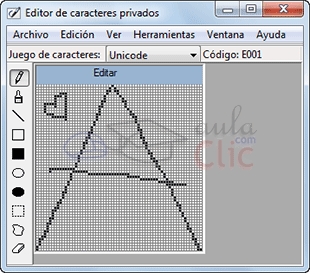 Editor de caracteres privados
Archivo Edición Ver Herramientas Ventana Ayuda
Juego de caracteres: Unicode Código: E001
Editar
aula
.com
Clic